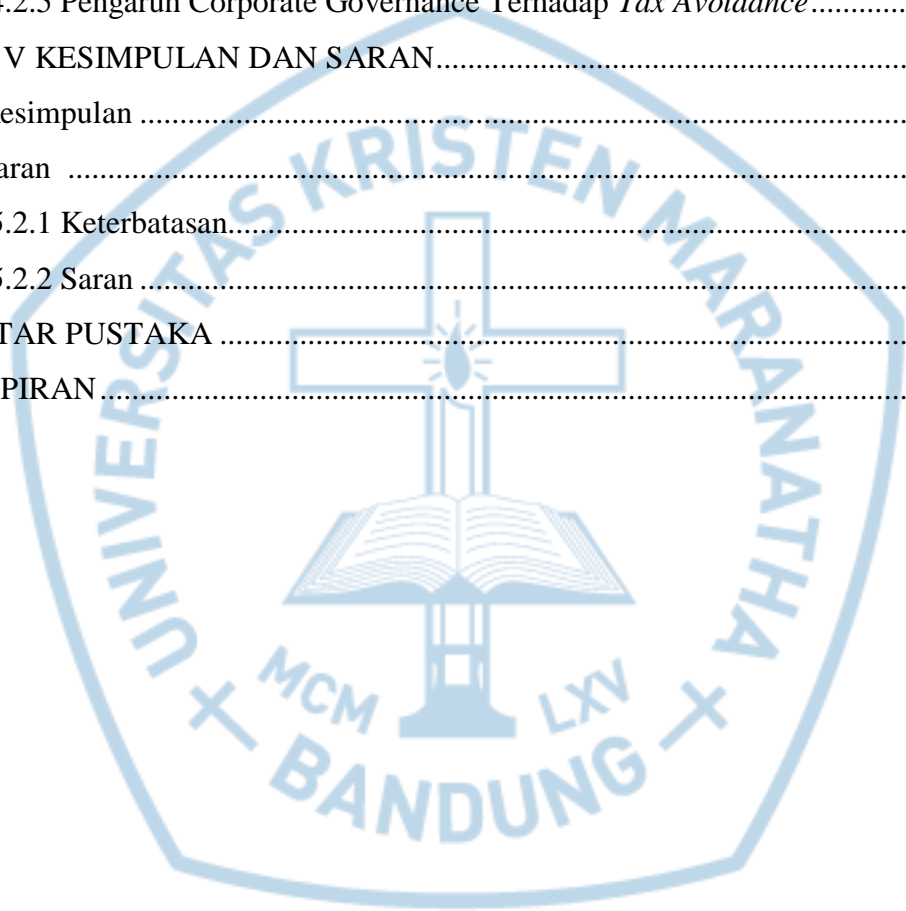 4.2.3 Pengaruh Corporate Governance Terhadap Tax Avoidance............
V KESIMPULAN DAN SARAN..................................................................
esimpulan ..........................................................................................................
aran ..................................................................................................................
5.2.1 Keterbatasan.............................................................................................
5.2.2 Saran .......................................................................................................
TAR PUSTAKA ..............................................................................................
PIRAN.............................................................................................................
UNIVERSITAS KRISTEN MARANATHA
MCM LXV
BANDUNG